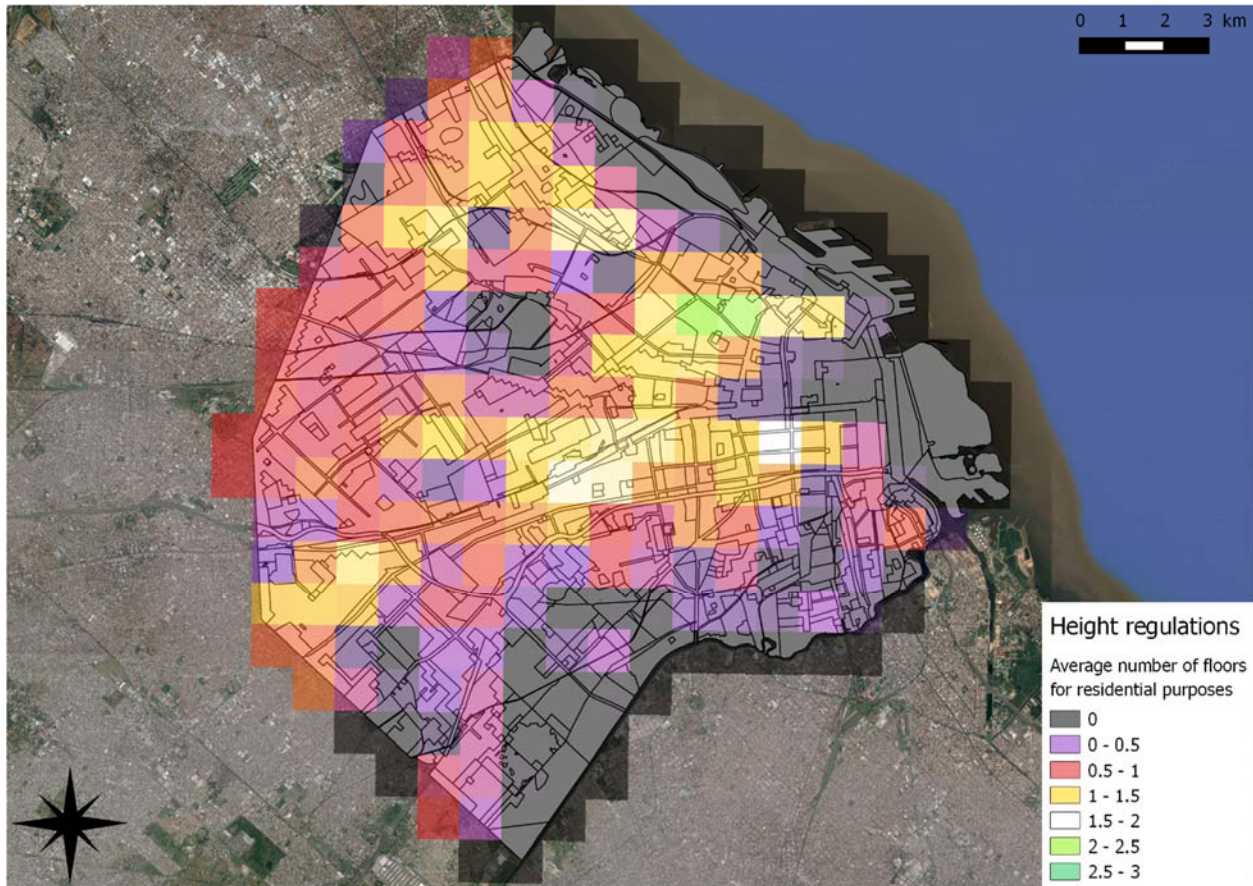 0 1 2 3 km
Height regulations
Average number of floors
for residential purposes
0
0 - 0.5
0.5 - 1
1 - 1.5
1.5 - 2
2 - 2.5
2.5 - 3